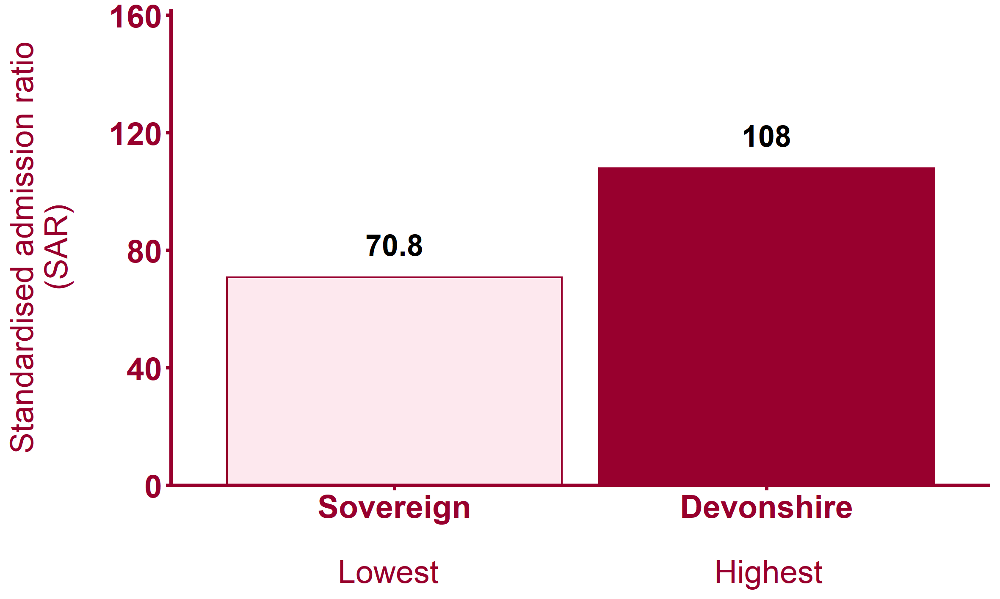 Standardised admission ratio
(SAR)
160
120
80
40
0
70.8
108
Sovereign
Devonshire
Lowest
Highest